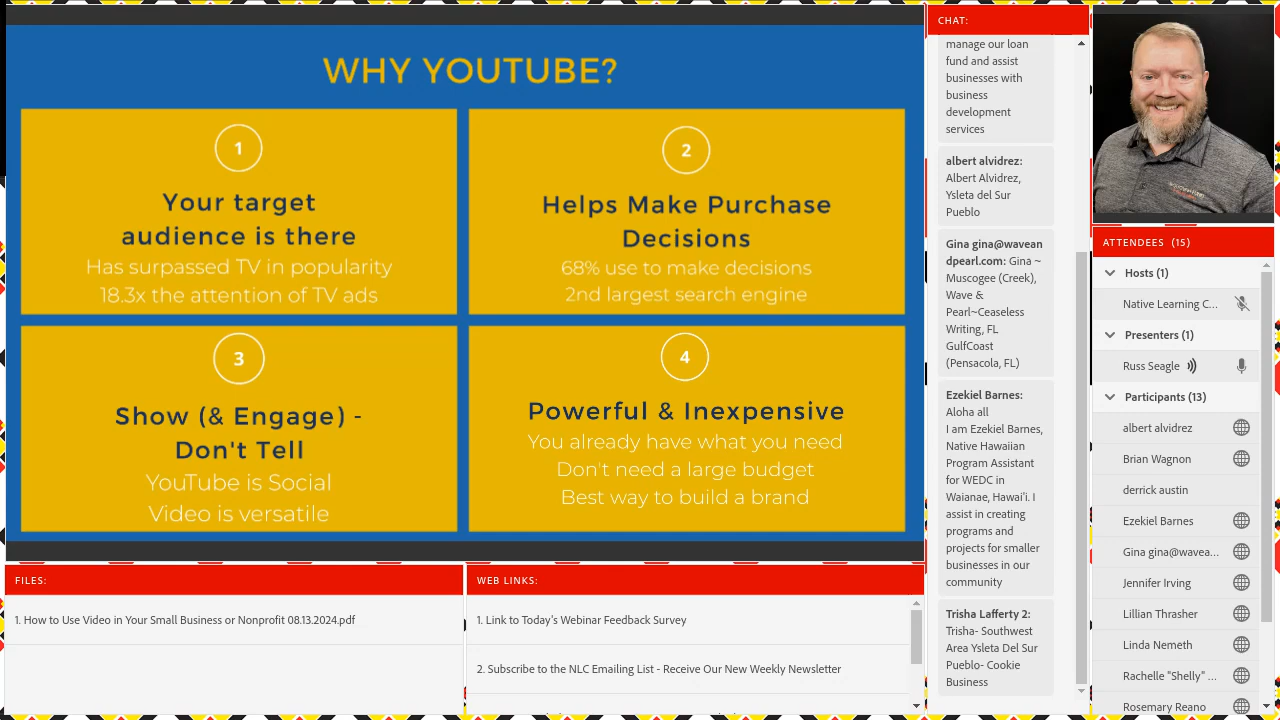 WHY YOUTUBE?
1
Your target
audience is there
Has surpassed TV in popularity
18.3x the attention of TV ads
2
Helps Make Purchase
Decisions
68% use to make decisions
2nd largest search engine
3
Show (& Engage) -
Don't Tell
YouTube is Social
Video is versatile
4
Powerful & Inexpensive
You already have what you need
Don't need a large budget
Best way to build a brand
FILES:
1. How to Use Video in Your Small Business or Nonprofit 08.13.2024.pdf
WEB LINKS:
1. Link to Today's Webinar Feedback Survey
2. Subscribe to the NLC Emailing List - Receive Our New Weekly Newsletter
CHAT:
manage our loan
fund and assist
businesses with
business
development
services
albert alvidrez:
Albert Alvidrez,
Ysleta del Sur
Pueblo
Gina gina@wavean
dpearl.com: Gina ~
Muscogee (Creek),
Wave &
Pearl~Ceaseless
Writing, FL
GulfCoast
(Pensacola, FL)
Ezekiel Barnes:
Aloha all
I am Ezekiel Barnes,
Native Hawaiian
Program Assistant
for WEDC in
Waianae, Hawai'i. I
assist in creating
programs and
projects for smaller
businesses in our
community
Trisha Lafferty 2:
Trisha- Southwest
Area Ysleta Del Sur
Pueblo- Cookie
Business
ATTENDEES (15)
Hosts (1)
Native Learning C...
Presenters (1)
Russ Seagle
Participants (13)
albert alvidrez
Brian Wagnon
derrick austin
Ezekiel Barnes
Gina gina@wavea...
Jennifer Irving
Lillian Thrasher
Linda Nemeth
Rachelle "Shelly" ...
Rosemary Reano